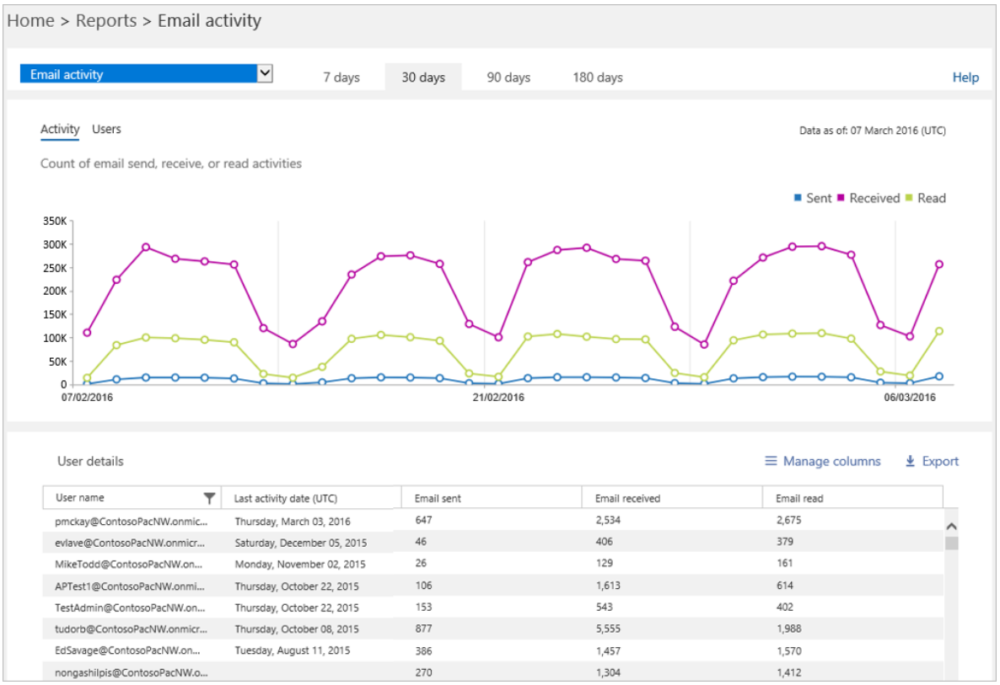 Home > Reports > Email activity
Email activity 7 days 30 days 90 days 180 days Help
Activity Users Data as of: 07 March 2016 (UTC)
Count of email send, receive, or read activities
Sent Received Read
350K
300K
250K
200K
150K
100K
50K
0
07/02/2016 21/02/2016 06/03/2016
User details Manage columns Export
User name Last activity date (UTC) Email sent Email received Email read
pmckay@ContosoPacNW.onmic... Thursday, March 03, 2016 647 2,534 2,675
evlave@ContosoPacNW.onmicr... Saturday, December 05, 2015 46 406 379
MikeTodd@ContosoPacNW.on... Monday, November 02, 2015 26 129 161
APTest1@ContosoPacNW.onmi... Thursday, October 22, 2015 106 1,613 614
TestAdmin@ContosoPacNW.on... Thursday, October 22, 2015 153 543 402
tudorb@ContosoPacNW.onmicr... Thursday, October 08, 2015 877 5,555 1,988
EdSavage@ContosoPacNW.on... Tuesday, August 11, 2015 386 1,457 1,570
nongashilpis@ContosoPacNW.o... 270 1,304 1,412